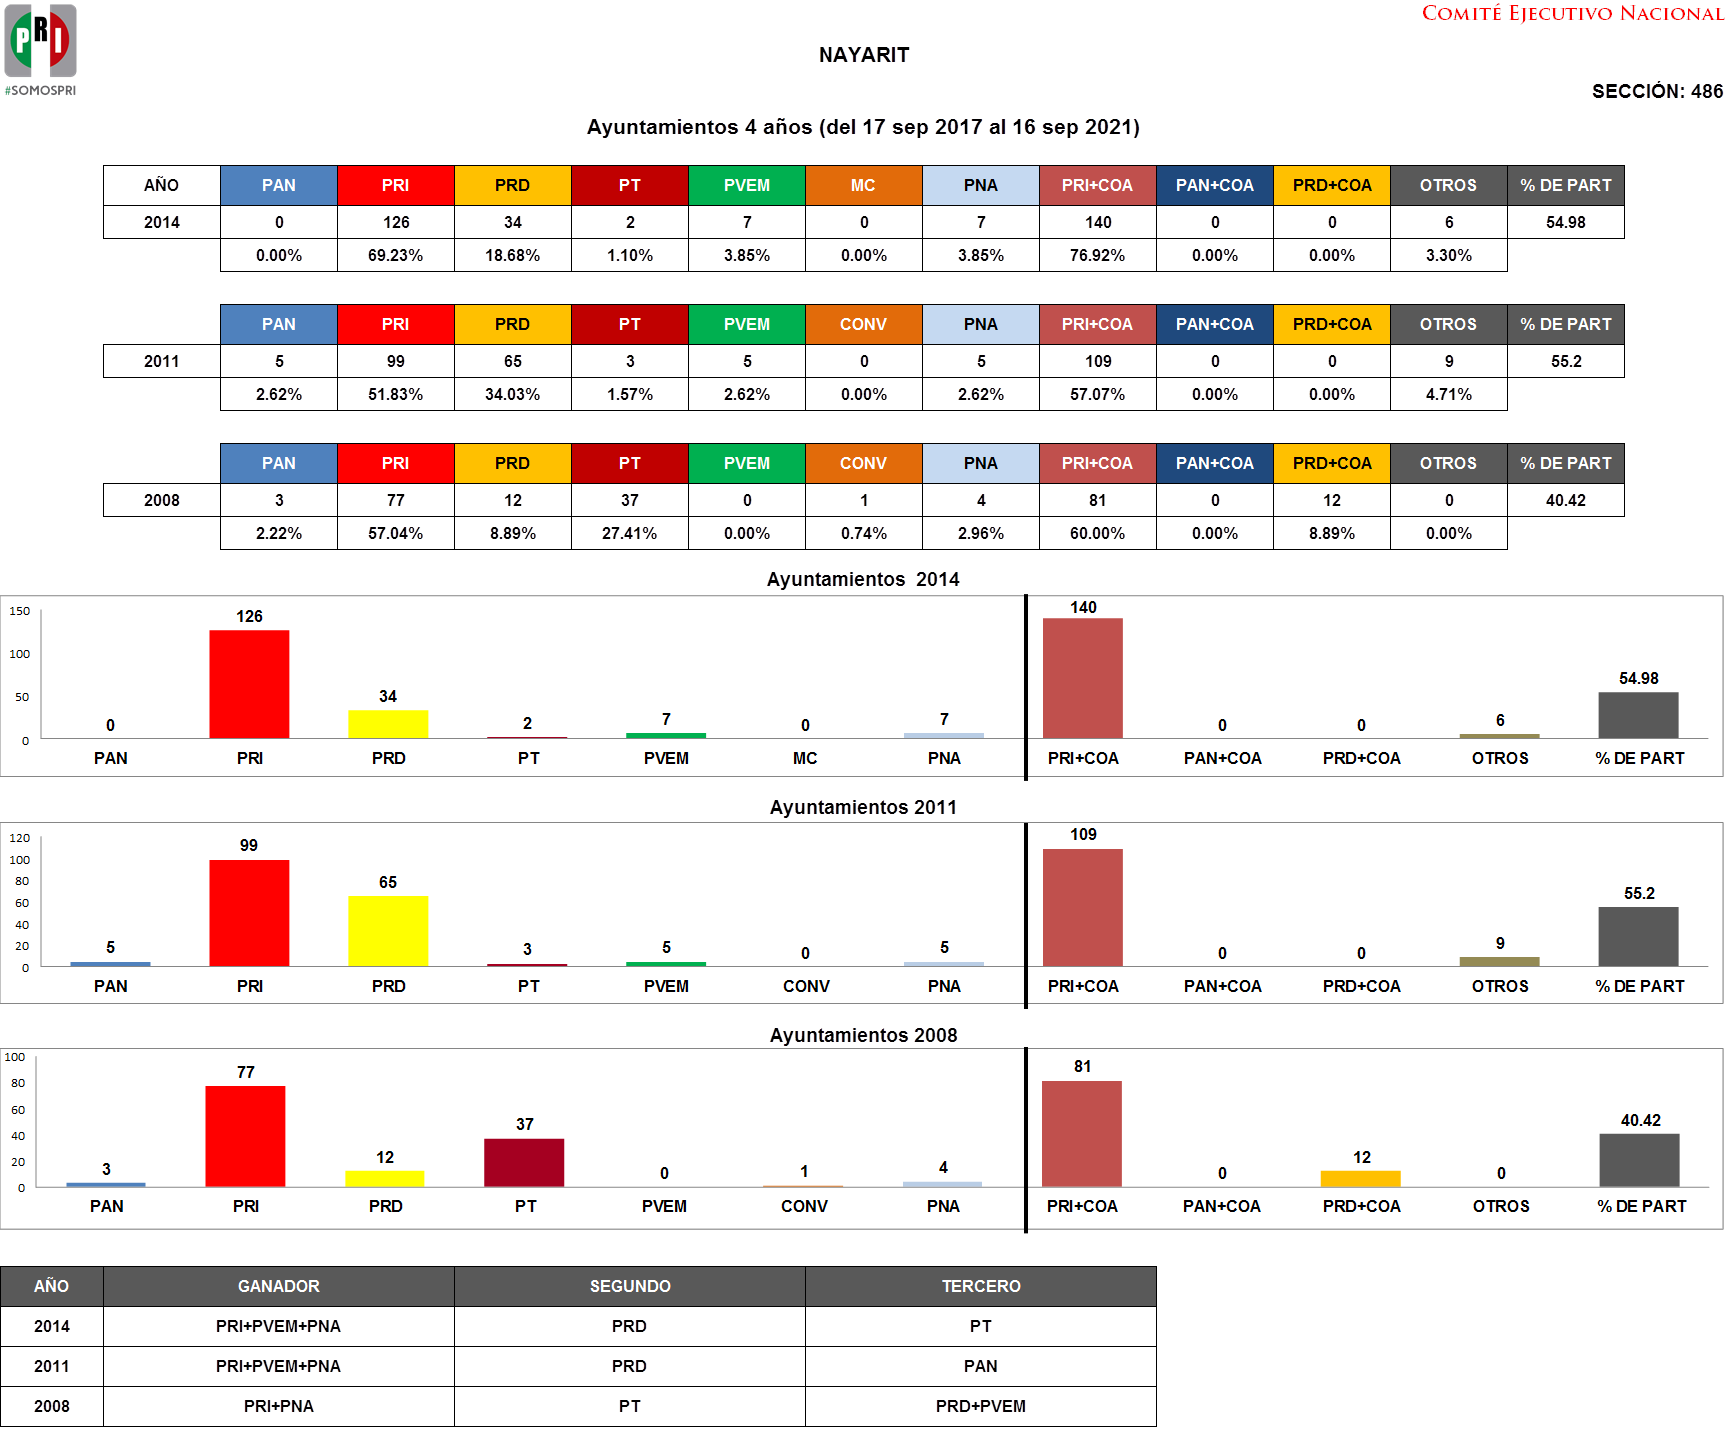 PRI
#SOMOSPRI
COMITÉ EJECUTIVO NACIONAL
NAYARIT
SECCIÓN: 486
Ayuntamientos 4 años (del 17 sep 2017 al 16 sep 2021)
AÑO PAN PRI PRD PT PVEM MC PNA PRI+COA PAN+COA PRD+COA OTROS % DE PART
2014 0 126 34 2 7 0 7 140 0 0 6 54.98
0.00% 69.23% 18.68% 1.10% 3.85% 0.00% 3.85% 76.92% 0.00% 0.00% 3.30%
PAN PRI PRD PT PVEM CONV PNA PRI+COA PAN+COA PRD+COA OTROS % DE PART
2011 5 99 65 3 5 0 5 109 0 0 9 55.2
2.62% 51.83% 34.03% 1.57% 2.62% 0.00% 2.62% 57.07% 0.00% 0.00% 4.71%
PAN PRI PRD PT PVEM CONV PNA PRI+COA PAN+COA PRD+COA OTROS % DE PART
2008 3 77 12 37 0 1 4 81 0 12 0 40.42
2.22% 57.04% 8.89% 27.41% 0.00% 0.74% 2.96% 60.00% 0.00% 8.89% 0.00%
Ayuntamientos 2014
150
100
50
0
0 126 34 2 7 0 7 140 0 0 6 54.98
PAN PRI PRD PT PVEM MC PNA PRI+COA PAN+COA PRD+COA OTROS % DE PART
Ayuntamientos 2011
120
100
80
60
40
20
0
5 99 65 3 5 0 5 109 0 0 9 55.2
PAN PRI PRD PT PVEM CONV PNA PRI+COA PAN+COA PRD+COA OTROS % DE PART
Ayuntamientos 2008
100
80
60
40
20
0
3 77 12 37 0 1 4 81 0 12 0 40.42
PAN PRI PRD PT PVEM CONV PNA PRI+COA PAN+COA PRD+COA OTROS % DE PART
AÑO GANADOR SEGUNDO TERCERO
2014 PRI+PVEM+PNA PRD PT
2011 PRI+PVEM+PNA PRD PAN
2008 PRI+PNA PT PRD+PVEM